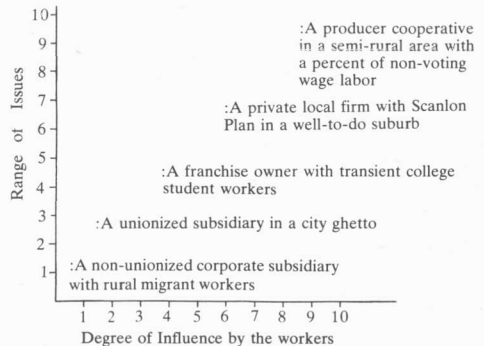 10-
9-
8-
7-
6-
5-
4-
3-
2-
1-
Range of Issues
:A producer cooperative
in a semi-rural area with
a percent of non-voting
wage labor
:A private local firm with Scanlon
Plan in a well-to-do suburb
:A franchise owner with transient college
student workers
:A unionized subsidiary in a city ghetto
:A non-unionized corporate subsidiary
with rural migrant workers
1 2 3 4 5 6 7 8 9 10
Degree of Influence by the workers